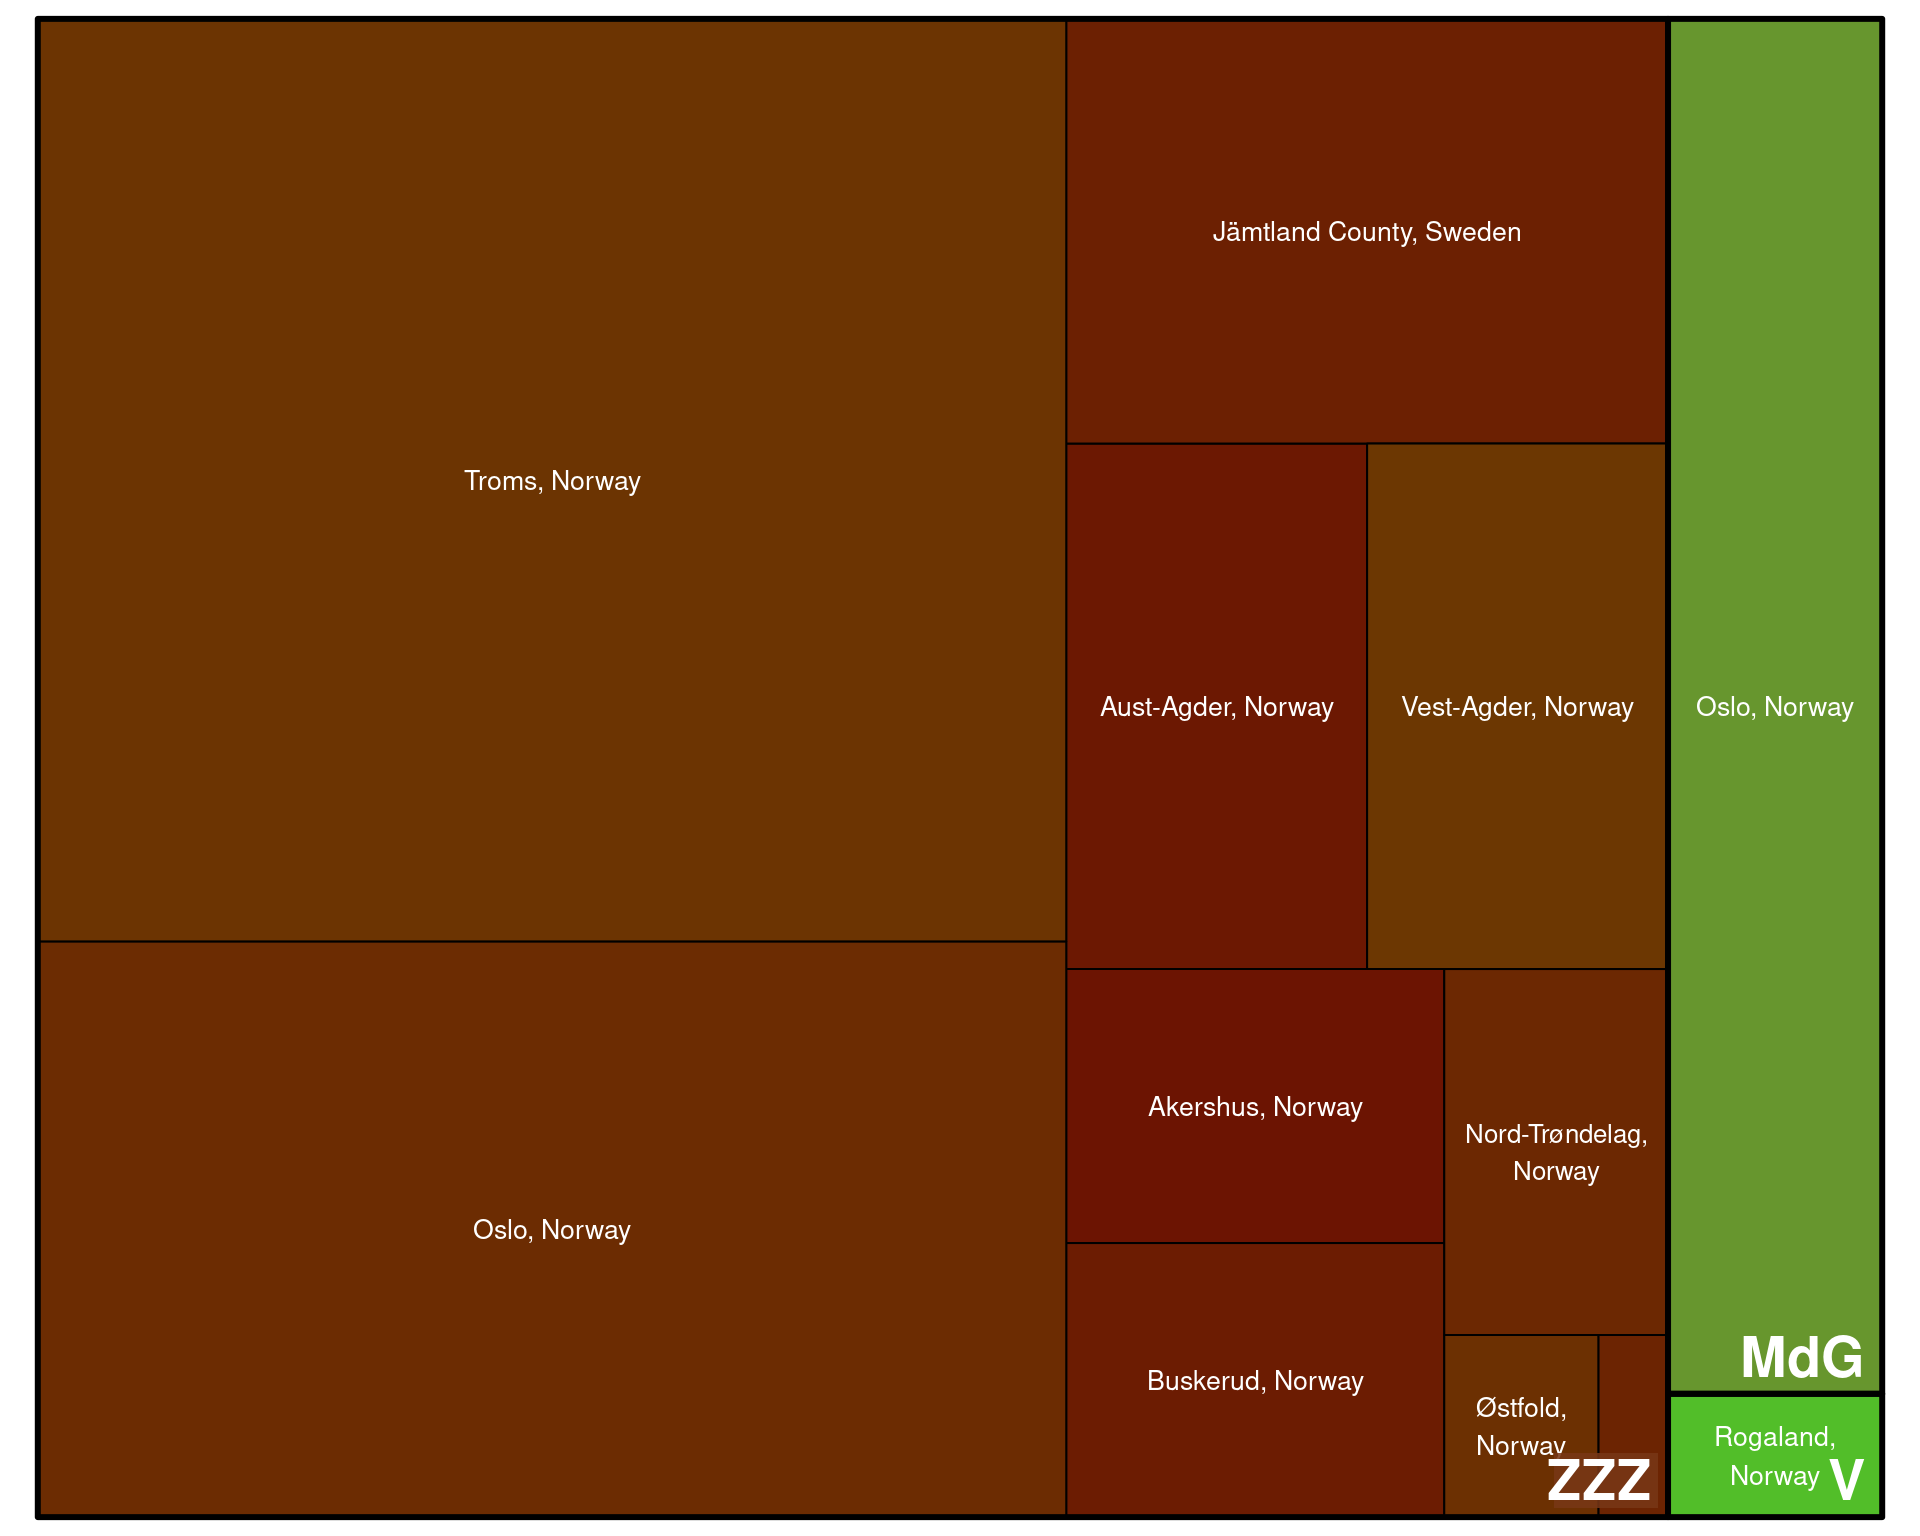 Troms, Norway
Oslo, Norway
Jämtland County, Sweden
Aust-Agder, Norway
Vest-Agder, Norway
Akershus, Norway
Buskerud, Norway
Nord-Trøndelag,
Norway
Østfold,
Norway
ZZZ
Oslo, Norway
MdG
Rogaland,
Norway
V